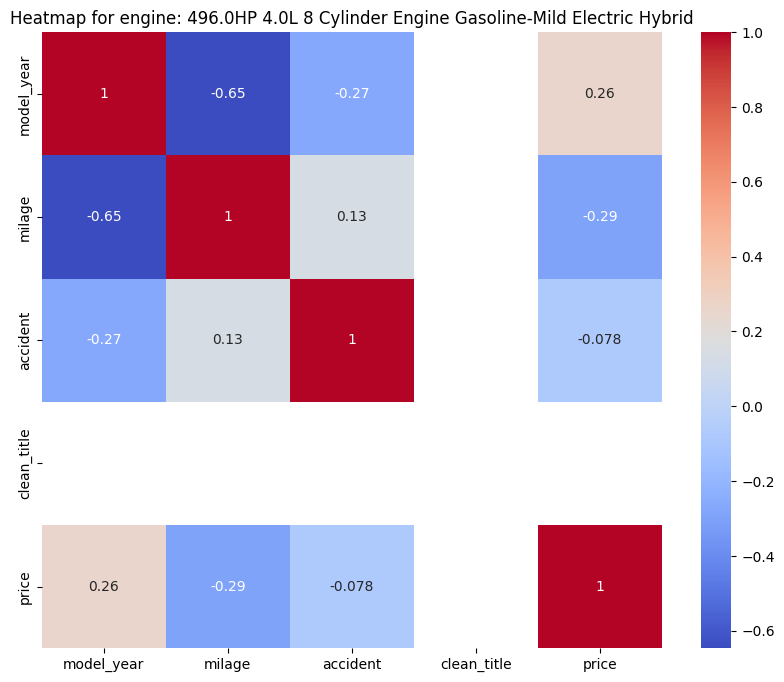 Heatmap for engine: 496.0HP 4.0L 8 Cylinder Engine Gasoline-Mild Electric Hybrid
model_year
1
-0.65
-0.27
0.26
milage
-0.65
1
0.13
-0.29
accident
-0.27
0.13
1
-0.078
clean_title
price
0.26
-0.29
-0.078
1
model_year
milage
accident
clean_title
price
1.0
0.8
0.6
0.4
0.2
0.0
−0.2
−0.4
−0.6